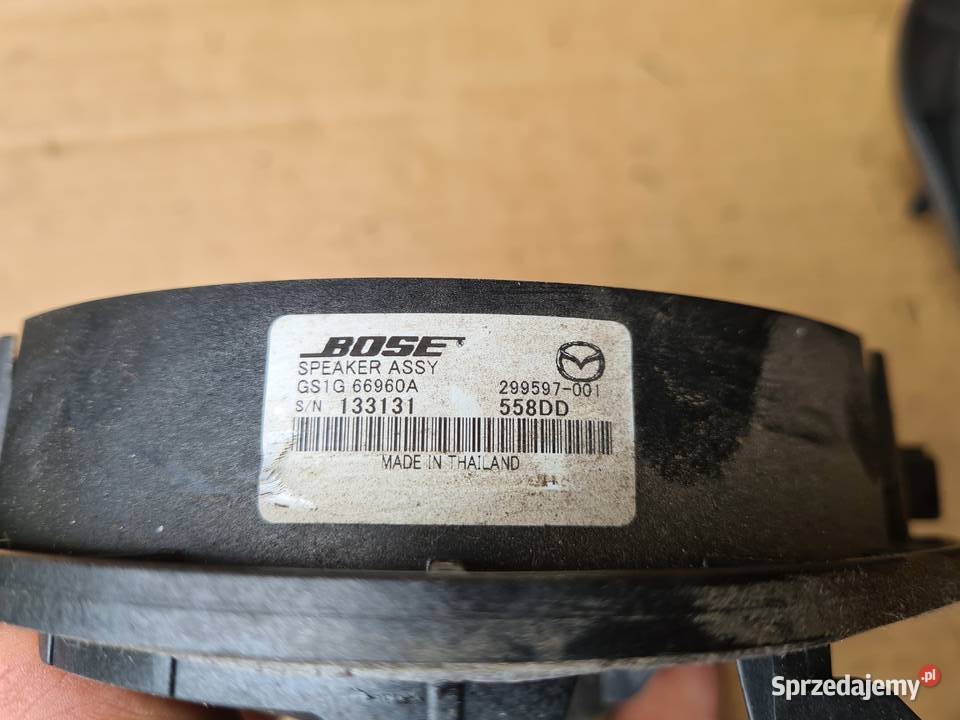 BOSE
SPEAKER ASSY
GS1G 66960A 299597-001
S/N 133131 558DD
MADE IN THAILAND
Sprzedajemy.pl